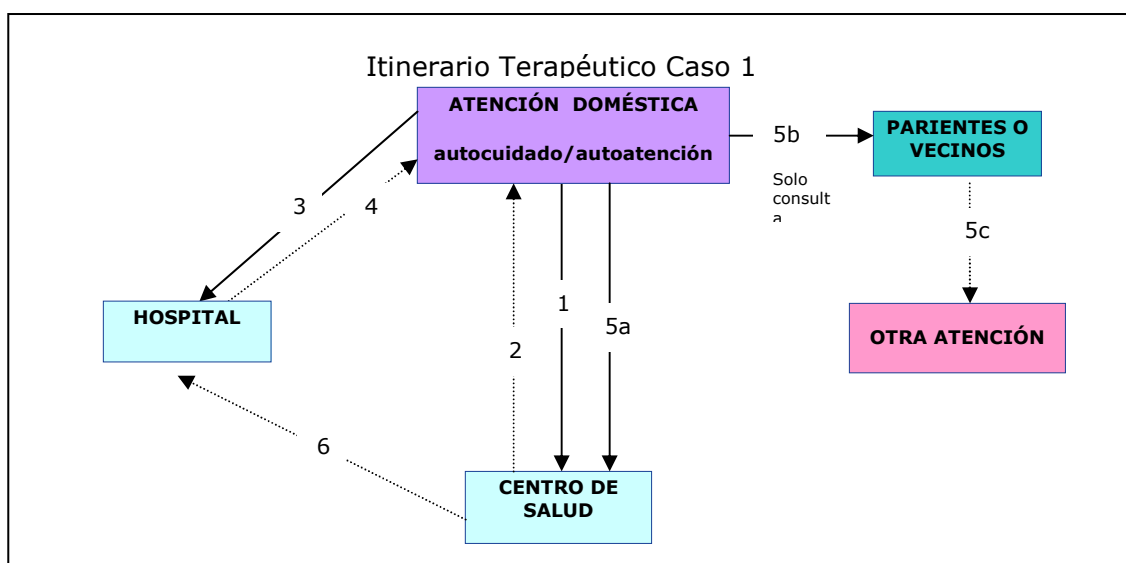 Itinerario Terapéutico Caso 1
ATENCIÓN DOMÉSTICA
autocuidado/autoatención
5b
PARIENTES O
VECINOS
Solo
consult
a
3
4
5c
1
HOSPITAL
5a
OTRA ATENCIÓN
2
6
CENTRO DE
SALUD